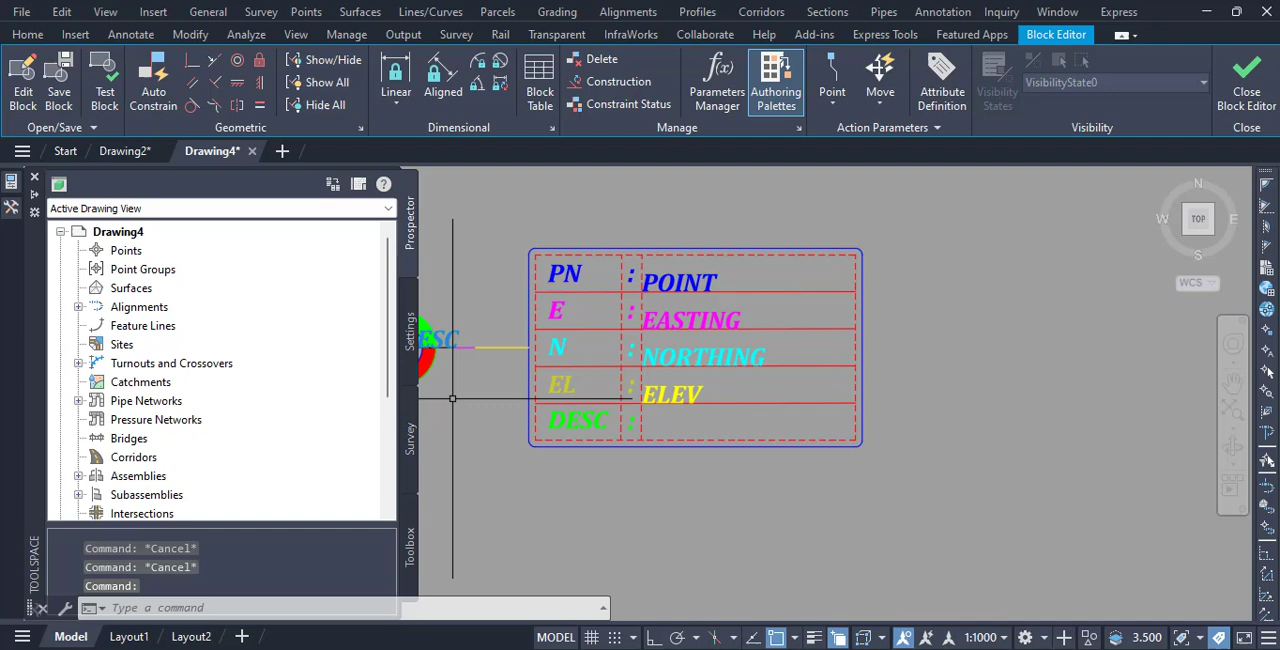 File Edit View Insert General Survey Points Surfaces Lines/Curves Parcels Grading Alignments Profiles Corridors Sections Pipes Annotation Inquiry Window Express
Home Insert Annotate Modify Analyze View Manage Output Survey Rail Transparent InfraWorks Collaborate Help Add-ins Express Tools Featured Apps Block Editor
Edit Block
Save Block
Test Block
Auto Constrain
Show/Hide
Show All
Hide All
Linear
Aligned
Block Table
Delete
Construction
Constraint Status
Parameters Manager
Authoring Palettes
Point
Move
Attribute Definition
Visibility States
VisibilityState0
Close Block Editor
Open/Save Geometric Dimensional Manage Action Parameters Visibility Close
Start Drawing2* Drawing4*
Active Drawing View
Drawing4
Points
Point Groups
Surfaces
Alignments
Feature Lines
Sites
Turnouts and Crossovers
Catchments
Pipe Networks
Pressure Networks
Bridges
Corridors
Assemblies
Subassemblies
Intersections
Prospector
Settings
Survey
Toolbox
TOOLSPACE
ESC
PN : POINT
E : EASTING
N : NORTHING
EL : ELEV
DESC :
N
W TOP E
S
WCS
Command: *Cancel*
Command: *Cancel*
Command:
Type a command
Model Layout1 Layout2
MODEL 1:1000 3.500